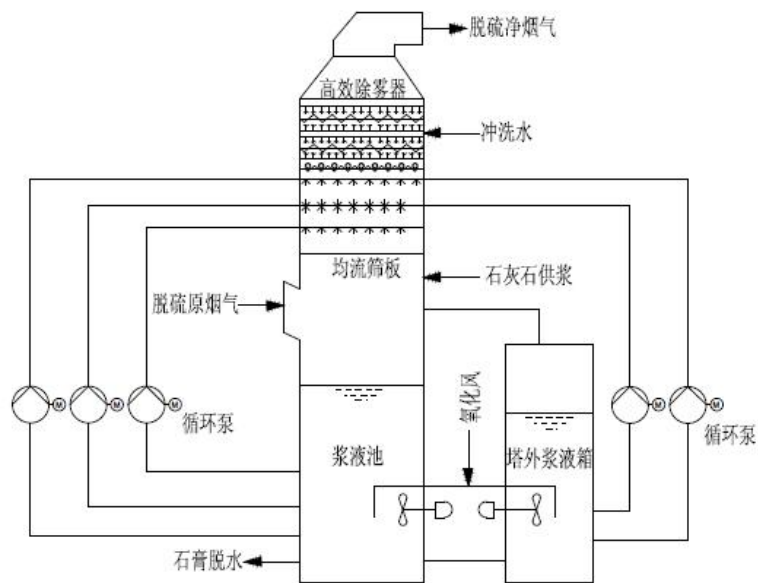 脱硫净烟气
高效除雾器
冲洗水
均流筛板
石灰石供浆
脱硫原烟气
M
M
M
M
M
循环泵
氧化风
循环泵
浆液池
塔外浆液箱
石膏脱水